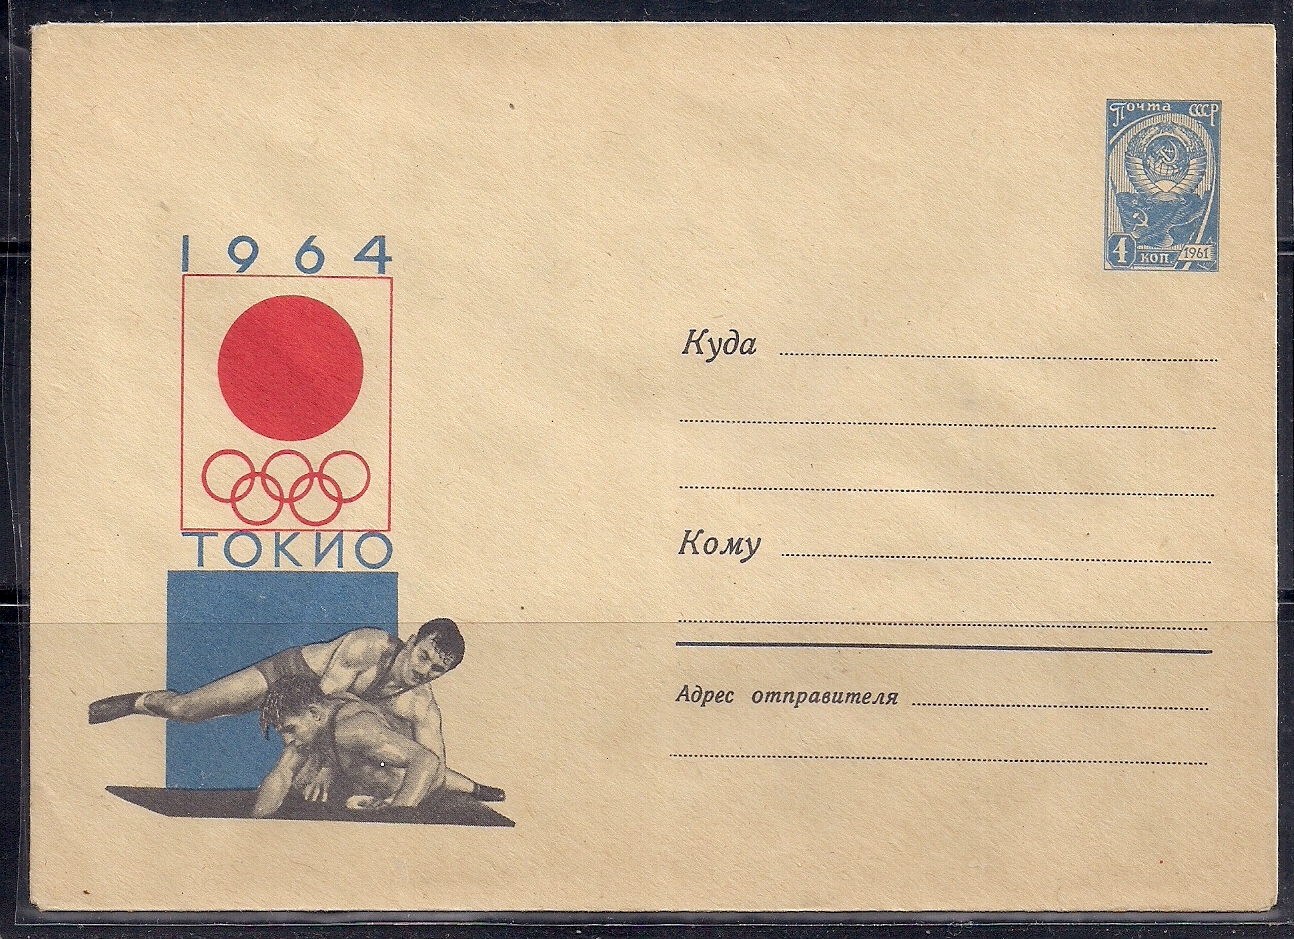 Почта СССР
4 коп. 1961
1964
ТОКИО
Куда
Кому
Адрес отправителя